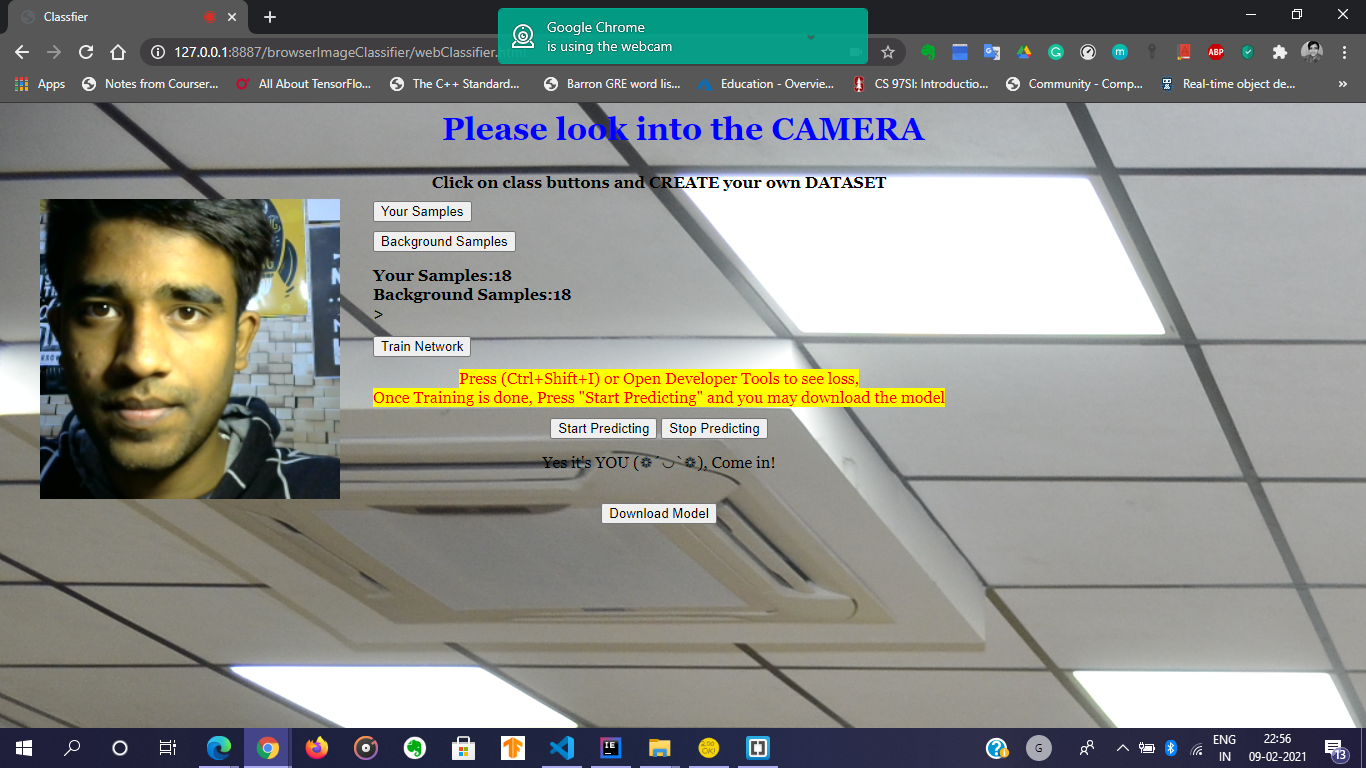 Classfier
Google Chrome
is using the webcam
127.0.0.1:8887/browserImageClassifier/webClassifier.
ABP
m
Apps
Notes from Courser...
All About TensorFlo...
The C++ Standard...
Barron GRE word lis...
Education - Overvie...
CS 97SI: Introductio...
Community - Comp...
Real-time object de...
»
Please look into the CAMERA
Click on class buttons and CREATE your own DATASET
Your Samples
Background Samples
Your Samples:18
Background Samples:18
>
Train Network
Press (Ctrl+Shift+I) or Open Developer Tools to see loss,
Once Training is done, Press "Start Predicting" and you may download the model
Start Predicting
Stop Predicting
Yes it's YOU (❁´◡`❁), Come in!
Download Model
IE
G
ENG
IN
22:56
09-02-2021
13